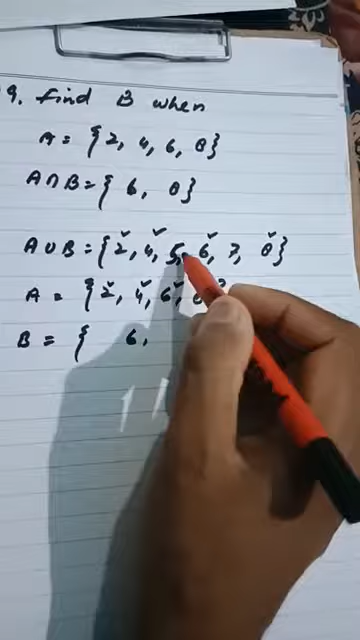 9. Find B when
A = {2, 4, 6, 8}
A∩B = { 6, 8}
A∪B = {2, 4, 5, 6, 7, 8}
A = {2, 4, 6, 8}
B = { 6,